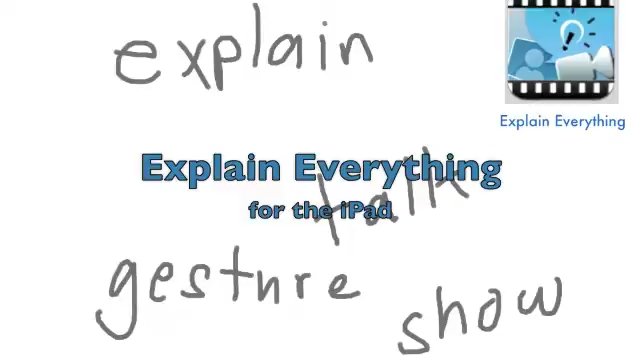 explain
Explain Everything
Explain Everything
for the iPad
talk
gesture
show